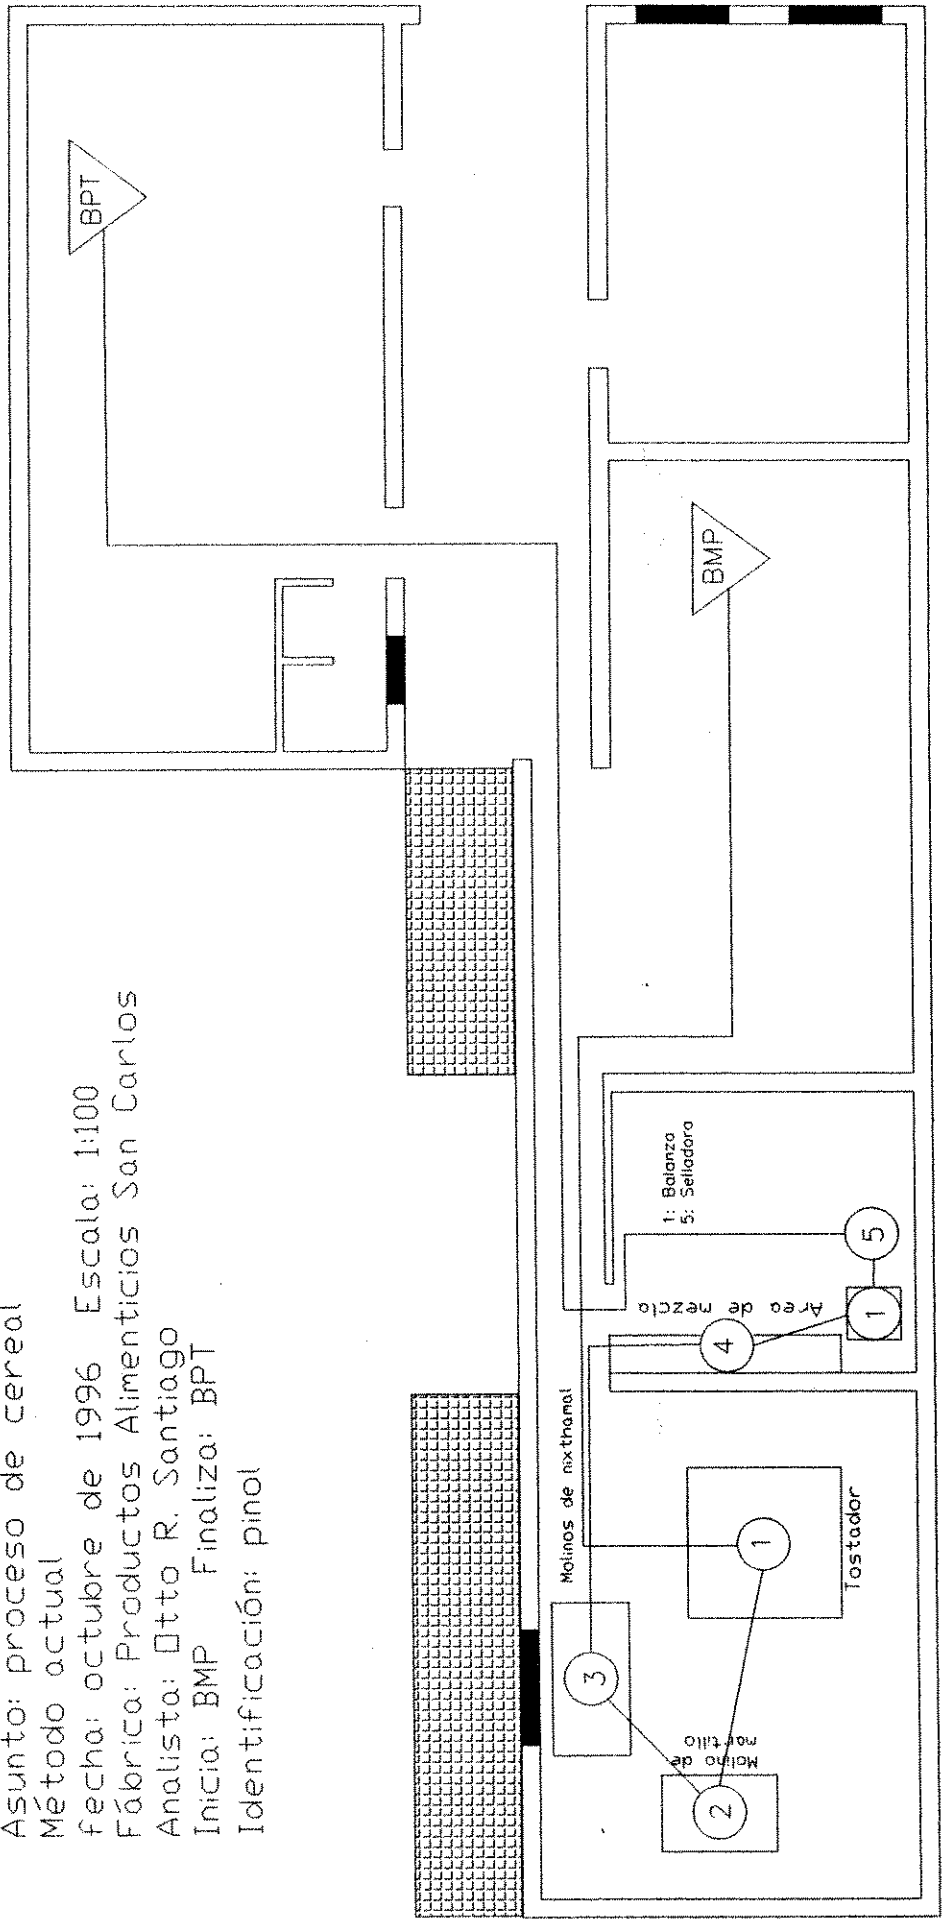 Asunto: proceso de cereal
Método actual
fecha: octubre de 1996 Escala: 1:100
Fábrica: Productos Alimenticios San Carlos
Analista: Otto R. Santiago
Inicia: BMP Finaliza: BPT
Identificación: pinol
BPT
BMP
1: Balanza
5: Selladora
Area de mezcla
5
1
4
Molinos de nixthamal
1
Tostador
3
Molino de
martillo
2